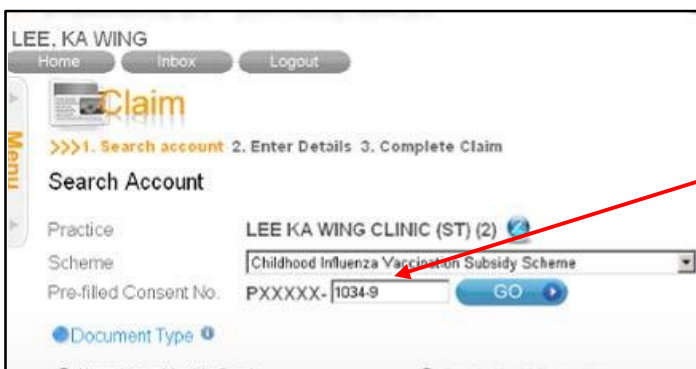 LEE, KA WING
Home Inbox Logout
Claim
>>>1. Search account 2. Enter Details 3. Complete Claim
Menu
Search Account
Practice LEE KA WING CLINIC (ST) (2)
Scheme Childhood Influenza Vaccination Subsidy Scheme
Pre-filled Consent No. PXXXXX- 1034-9 GO
Document Type